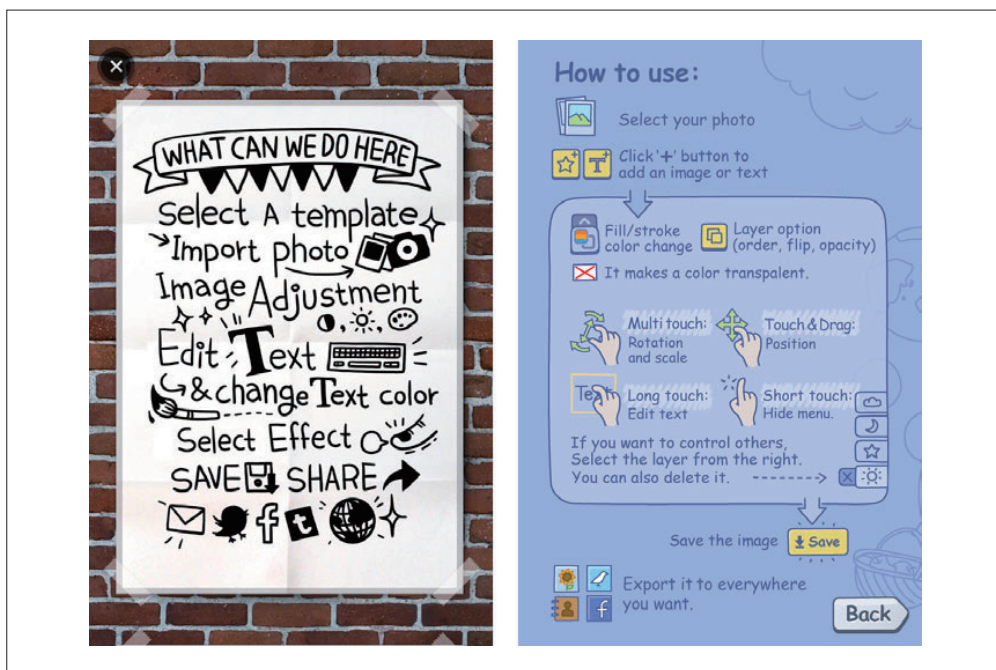 WHAT CAN WE DO HERE
Select A template
Import photo
Image Adjustment
Edit Text
& change Text color
Select Effect
SAVE SHARE
How to use:
Select your photo
Click '+' button to
add an image or text
Fill/stroke
color change
Layer option
(order, flip, opacity)
It makes a color transpalent.
Multi touch:
Rotation
and scale
Touch & Drag:
Position
Text
Long touch:
Edit text
Short touch:
Hide menu.
If you want to control others,
Select the layer from the right.
You can also delete it.
Save the image
Save
Export it to everywhere
you want.
Back